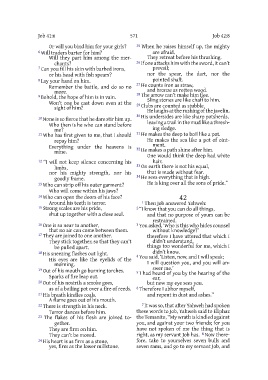 Job 41:6
571
Job 42:8
Or will you bind him for your girls?
6 Will traders barter for him?
Will they part him among the merchants?
7 Can you fill his skin with barbed irons,
or his head with fish spears?
8 Lay your hand on him.
Remember the battle, and do so no
more.
9 Behold, the hope of him is in vain.
Won't one be cast down even at the
sight of him?
10 None is so fierce that he dare stir him up.
Who then is he who can stand before
me?
11 Who has first given to me, that I should
repay him?
Everything under the heavens is
mine.
12 "I will not keep silence concerning his
limbs,
nor his mighty strength, nor his
goodly frame.
13 Who can strip off his outer garment?
Who will come within his jaws?
14 Who can open the doors of his face?
Around his teeth is terror.
15 Strong scales are his pride,
shut up together with a close seal.
16 One is so near to another,
that no air can come between them.
17 They are joined to one another.
They stick together, so that they can't
be pulled apart.
18 His sneezing flashes out light.
His eyes are like the eyelids of the
morning.
19 Out of his mouth go burning torches.
Sparks of fire leap out.
20 Out of his nostrils a smoke goes,
as of a boiling pot over a fire of reeds.
21 His breath kindles coals.
A flame goes out of his mouth.
22 There is strength in his neck.
Terror dances before him.
23 The flakes of his flesh are joined together.
They are firm on him.
They can't be moved.
24 His heart is as firm as a stone,
yes, firm as the lower millstone.
25 When he raises himself up, the mighty
are afraid.
They retreat before his thrashing.
26 If one attacks him with the sword, it can't
prevail;
nor the spear, the dart, nor the
pointed shaft.
27 He counts iron as straw,
and bronze as rotten wood.
28 The arrow can't make him flee.
Sling stones are like chaff to him.
29 Clubs are counted as stubble.
He laughs at the rushing of the javelin.
30 His undersides are like sharp potsherds,
leaving a trail in the mud like a threshing sledge.
31 He makes the deep to boil like a pot.
He makes the sea like a pot of ointment.
32 He makes a path shine after him.
One would think the deep had white
hair.
33 On earth there is not his equal,
that is made without fear.
34 He sees everything that is high.
He is king over all the sons of pride."
42
1 Then Job answered Yahweh:
2 "I know that you can do all things,
and that no purpose of yours can be
restrained.
3 You asked, 'Who is this who hides counsel
without knowledge?'
therefore I have uttered that which I
didn't understand,
things too wonderful for me, which I
didn't know.
4 You said, 'Listen, now, and I will speak;
I will question you, and you will answer me.'
5 I had heard of you by the hearing of the
ear,
but now my eye sees you.
6 Therefore I abhor myself,
and repent in dust and ashes."
7 It was so, that after Yahweh had spoken
these words to Job, Yahweh said to Eliphaz
the Temanite, "My wrath is kindled against
you, and against your two friends; for you
have not spoken of me the thing that is
right, as my servant Job has. 8 Now therefore, take to yourselves seven bulls and
seven rams, and go to my servant Job, and